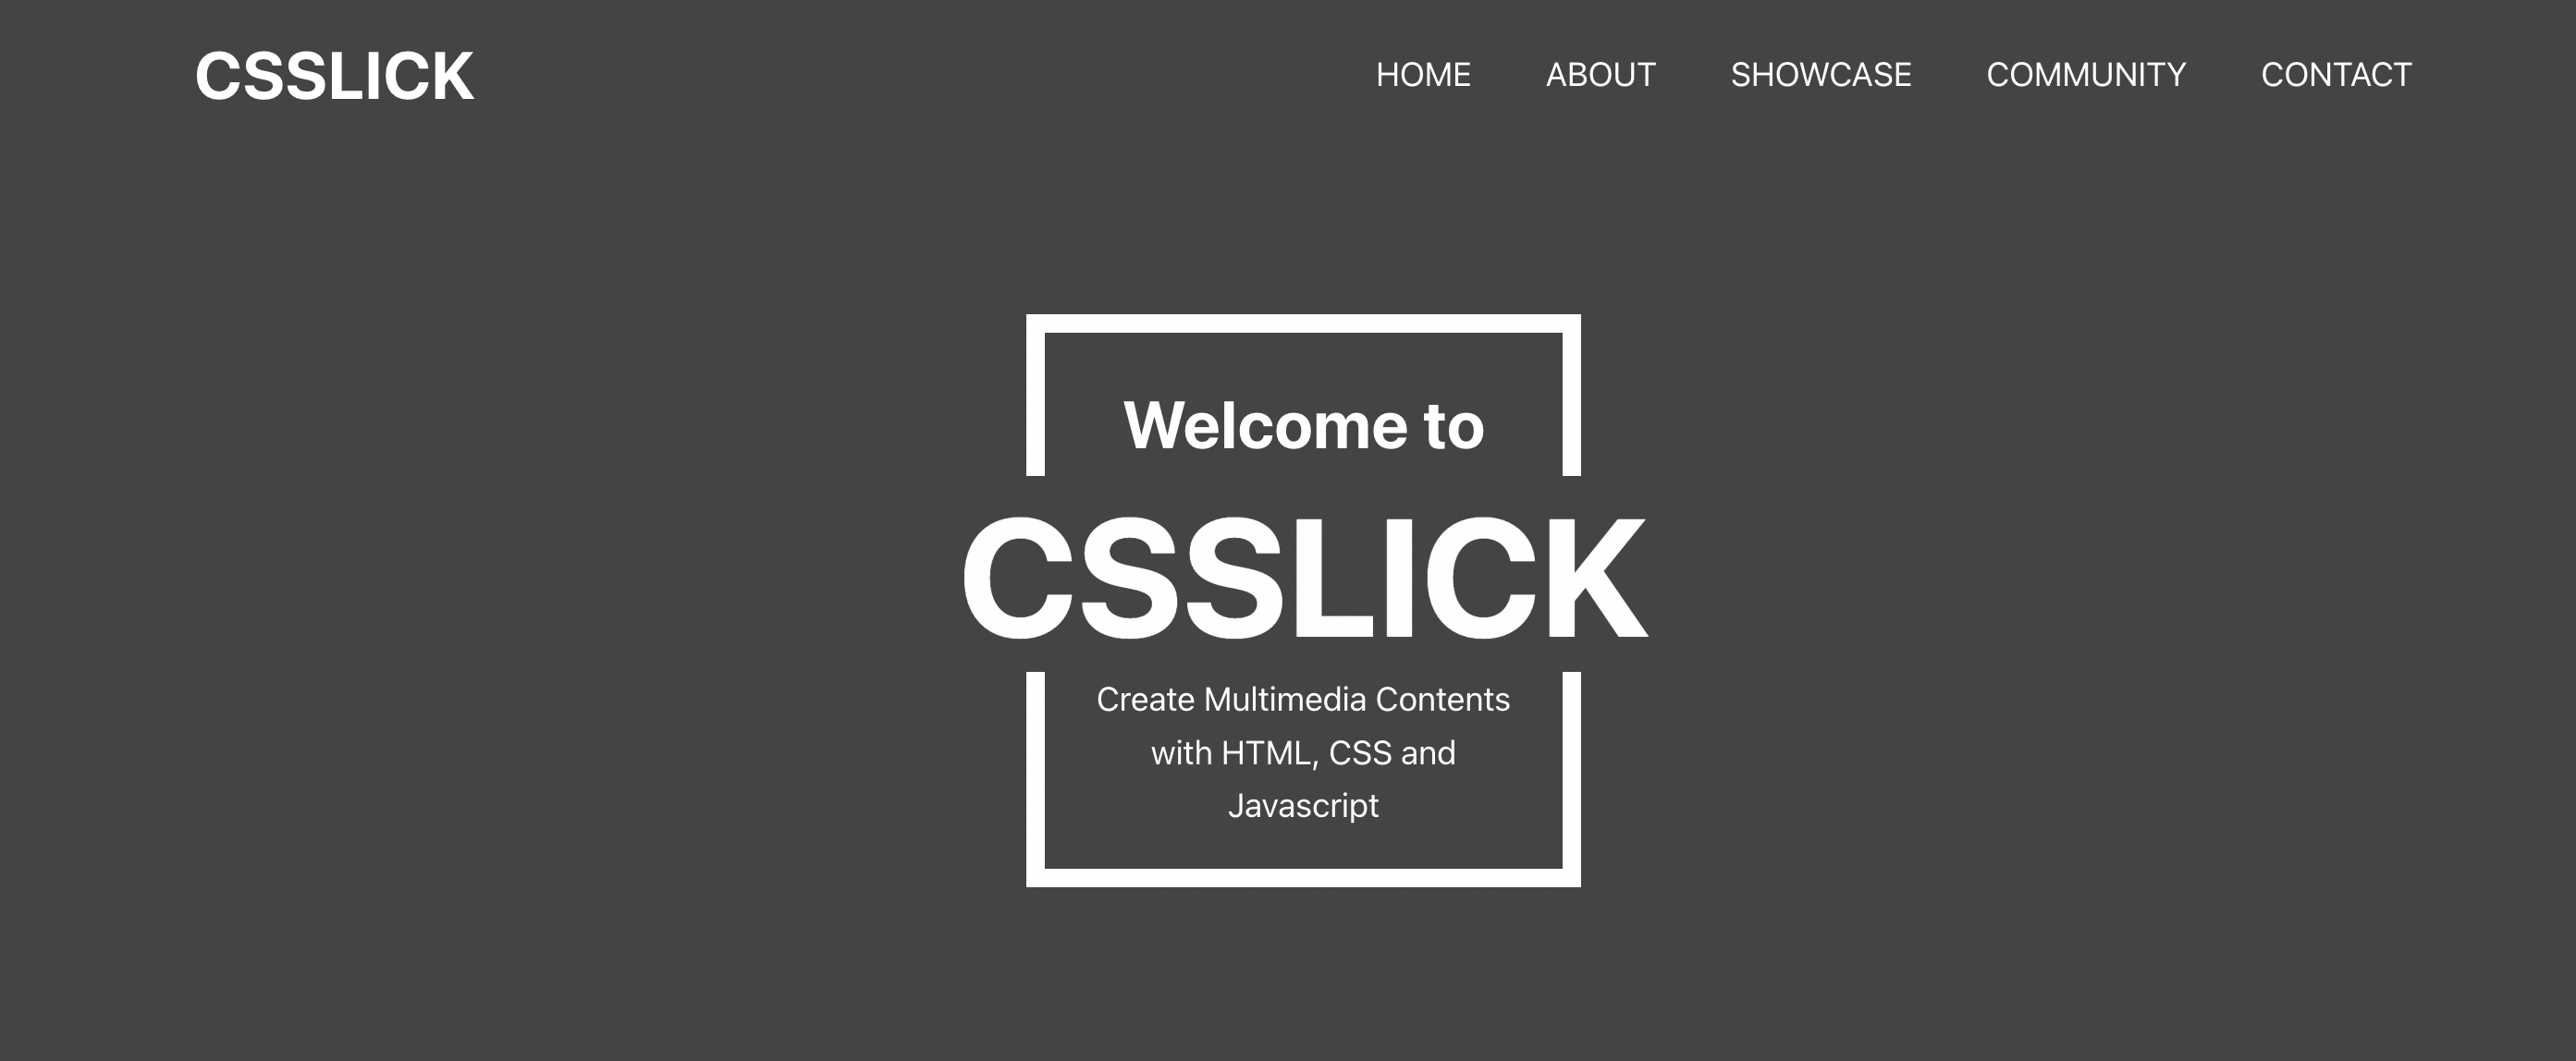 CSSLICK
HOME ABOUT SHOWCASE COMMUNITY CONTACT
Welcome to
CSSLICK
Create Multimedia Contents
with HTML, CSS and
Javascript